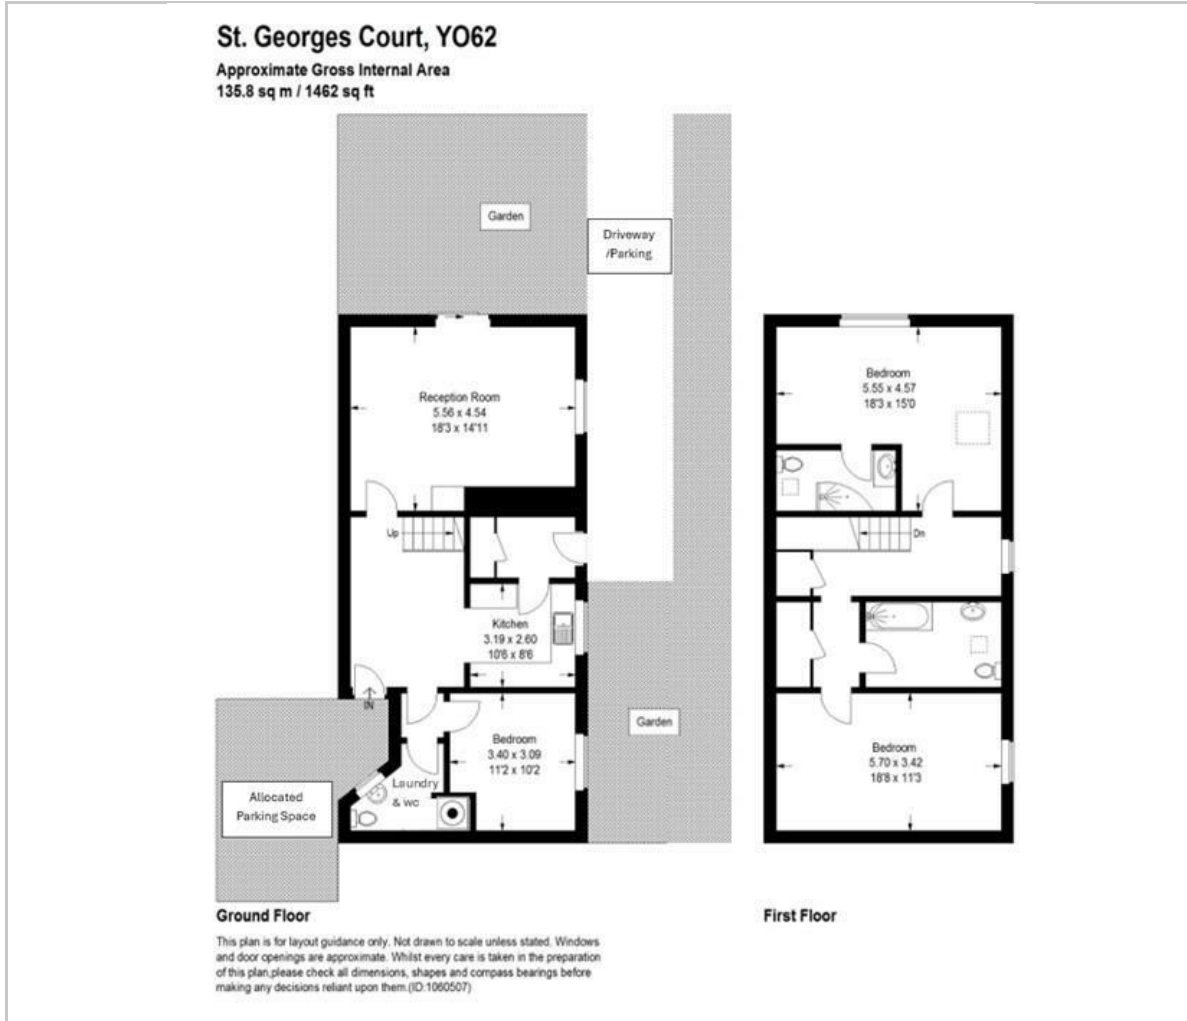 St. Georges Court, YO62
Approximate Gross Internal Area
135.8 sq m / 1462 sq ft
Garden
Driveway
/Parking
Reception Room
5.56 x 4.54
18'3 x 14'11
Up
Kitchen
3.19 x 2.60
10'6 x 8'6
IN
Bedroom
3.40 x 3.09
11'2 x 10'2
Laundry
& wc
Garden
Allocated
Parking Space
Ground Floor
Bedroom
5.55 x 4.57
18'3 x 15'0
Dn
Bedroom
5.70 x 3.42
18'8 x 11'3
First Floor
This plan is for layout guidance only. Not drawn to scale unless stated. Windows
and door openings are approximate. Whilst every care is taken in the preparation
of this plan,please check all dimensions, shapes and compass bearings before
making any decisions reliant upon them.(ID:1060507)